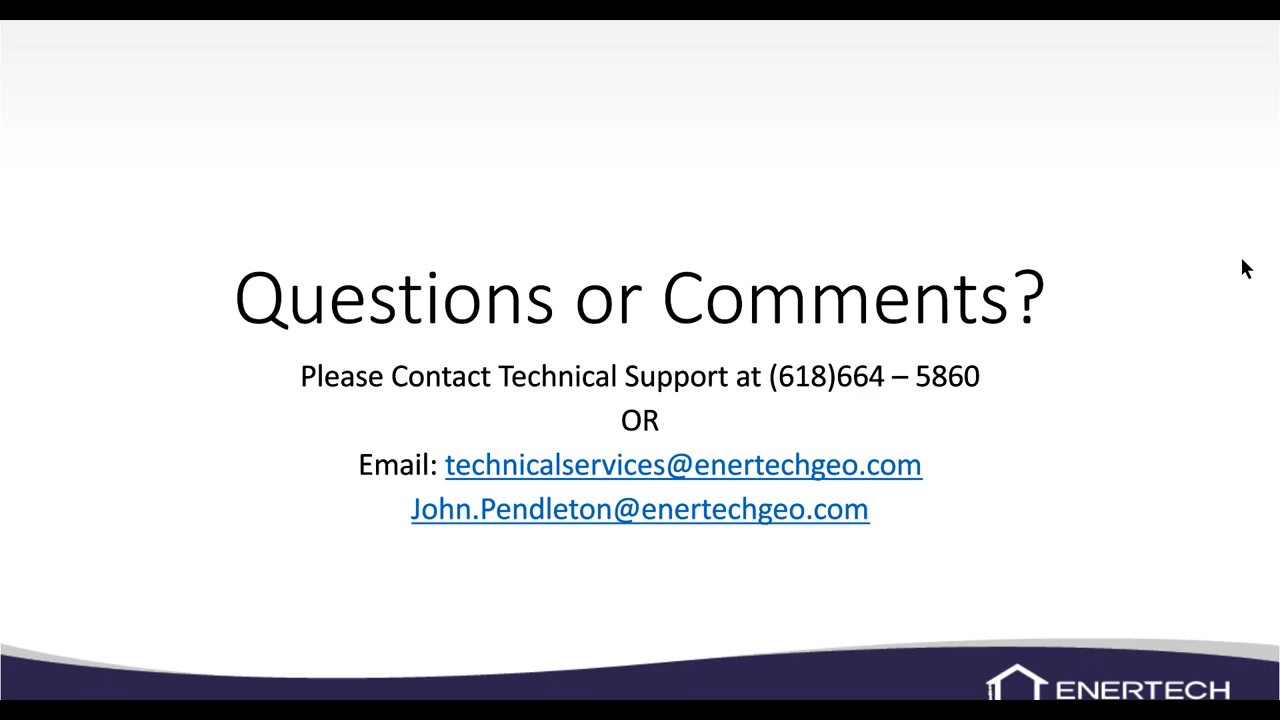 Questions or Comments?
Please Contact Technical Support at (618)664 – 5860
OR
Email: technicalservices@enertechgeo.com
John.Pendleton@enertechgeo.com
ENERTECH